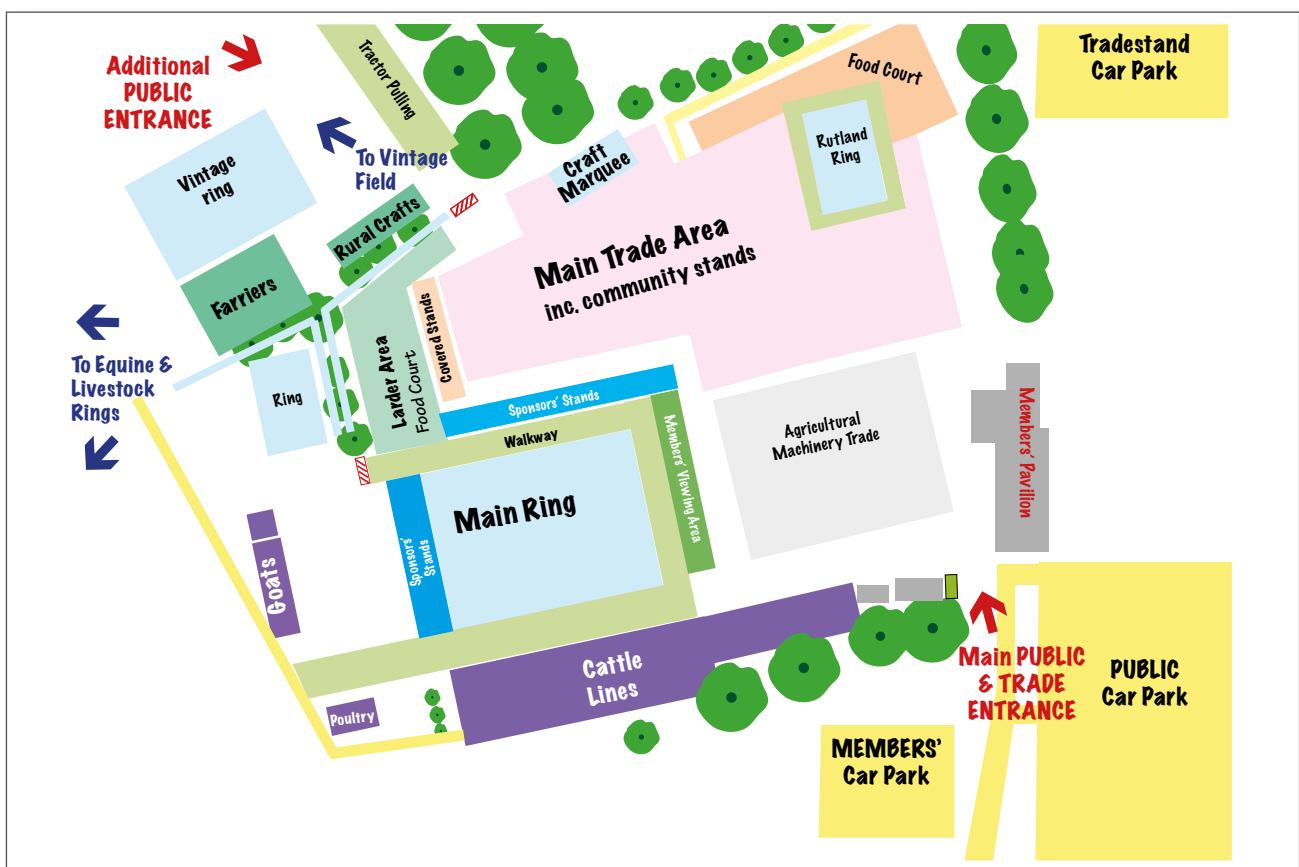 Additional
PUBLIC
ENTRANCE
Tractor Pulling
Food Court
Tradestand
Car Park
Vintage
ring
To Vintage
Field
Craft
Marquee
Rutland
Ring
Rural Crafts
Main Trade Area
inc. community stands
Farriers
To Equine &
Livestock
Rings
Ring
Larder Area
Food Court
Covered Stands
Sponsors' Stands
Walkway
Members' Viewing Area
Agricultural
Machinery Trade
Members' Pavilion
Main Ring
Sponsors'
Stands
Goats
Cattle
Lines
Poultry
Main PUBLIC
& TRADE
ENTRANCE
PUBLIC
Car Park
MEMBERS'
Car Park